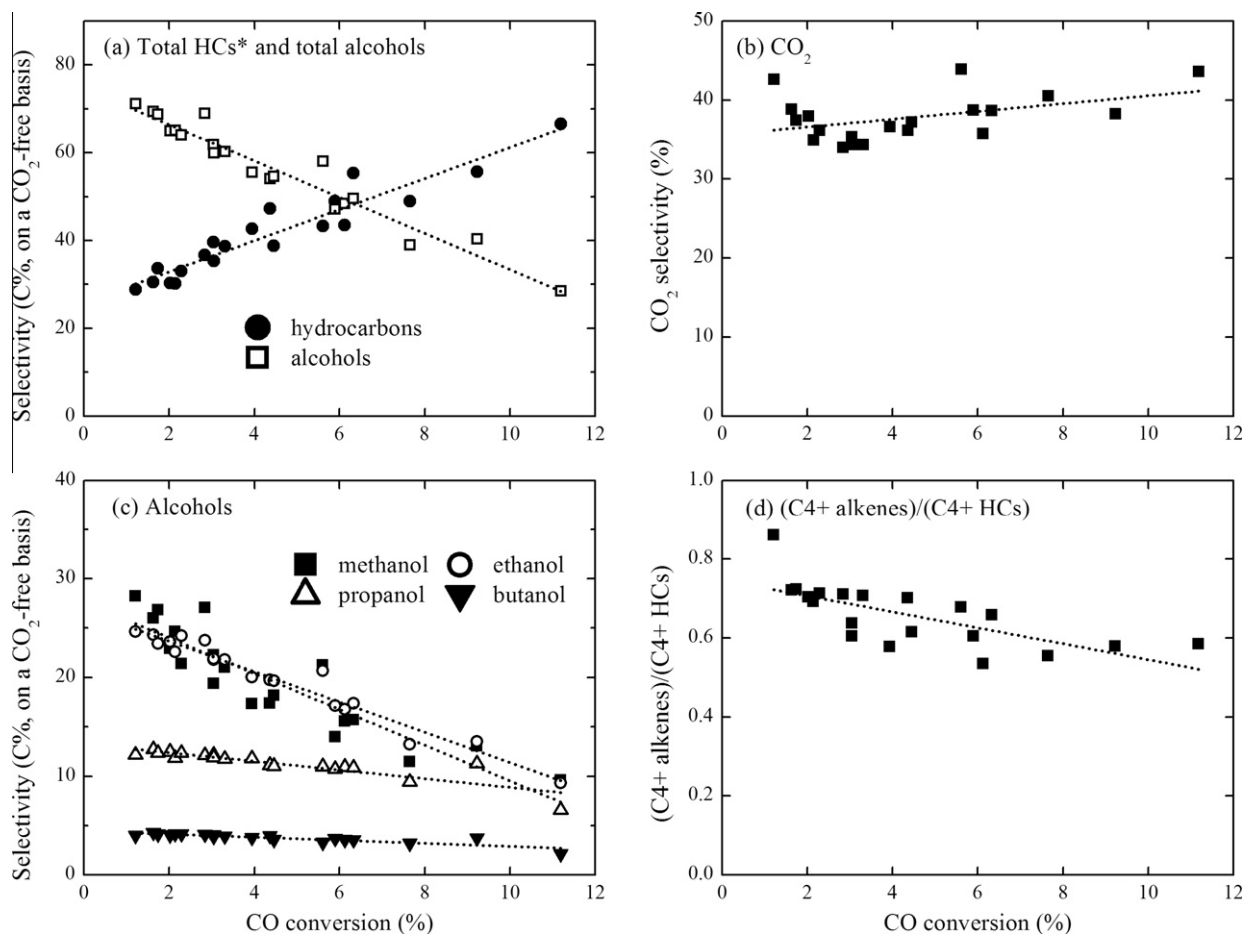 (a) Total HCs* and total alcohols
Selectivity (C%, on a CO₂-free basis)
80
60
40
20
0
hydrocarbons
alcohols
0 2 4 6 8 10 12
(b) CO₂
CO₂ selectivity (%)
50
40
30
20
10
0
0 2 4 6 8 10 12
(c) Alcohols
Selectivity (C%, on a CO₂-free basis)
40
30
20
10
0
methanol ethanol
propanol butanol
0 2 4 6 8 10 12
CO conversion (%)
(d) (C4+ alkenes)/(C4+ HCs)
(C4+ alkenes)/(C4+ HCs)
1.0
0.8
0.6
0.4
0.2
0.0
0 2 4 6 8 10 12
CO conversion (%)